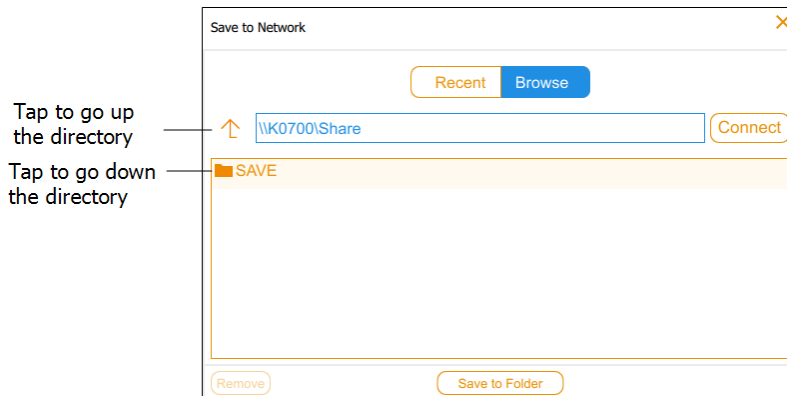 Save to Network
Recent Browse
Tap to go up
the directory
\\K0700\Share
Connect
Tap to go down
the directory
SAVE
Remove
Save to Folder